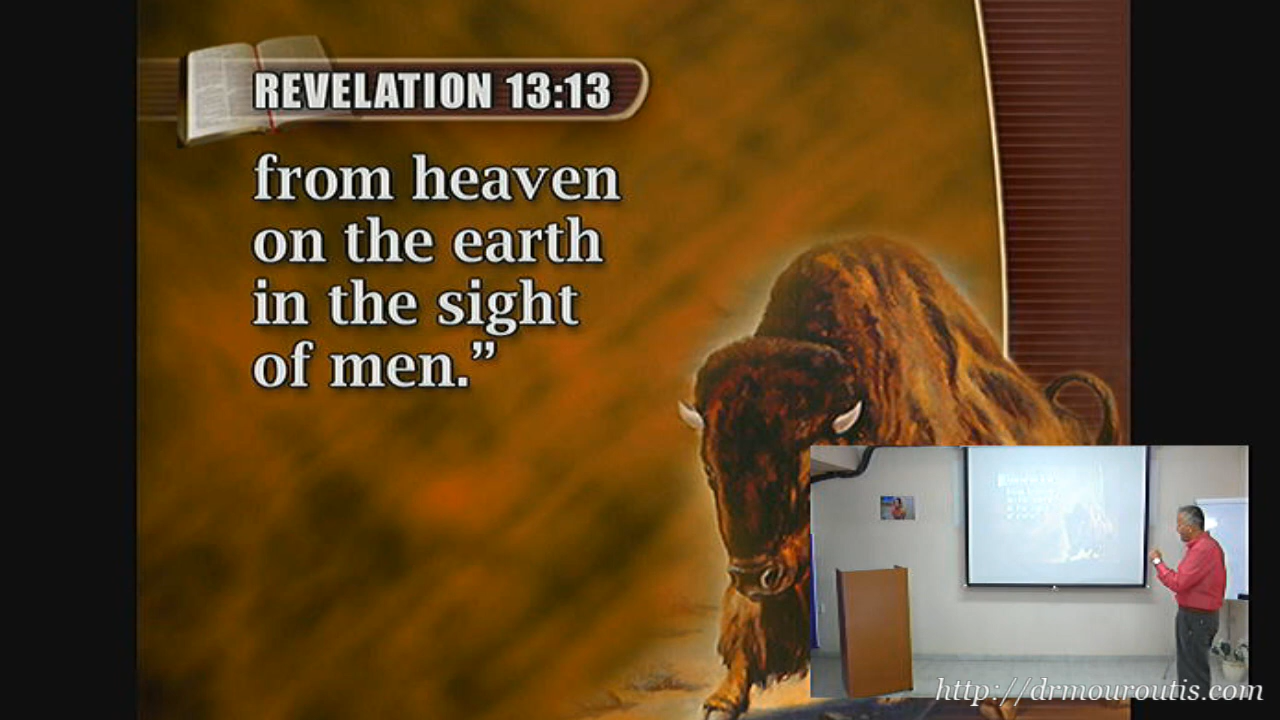 REVELATION 13:13
from heaven
on the earth
in the sight
of men.”
http://drmouroutis.com